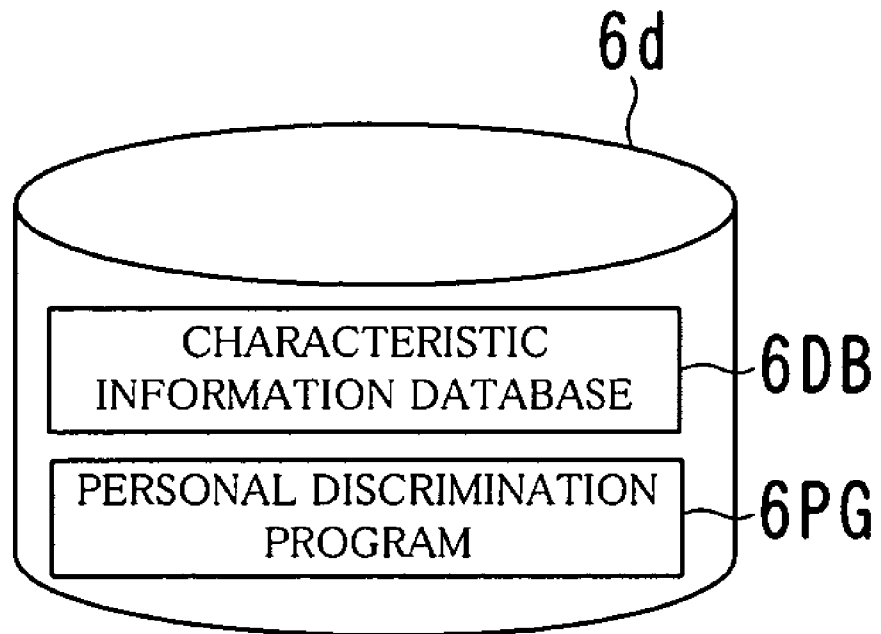 6d
CHARACTERISTIC
INFORMATION DATABASE
6DB
PERSONAL DISCRIMINATION
PROGRAM
6PG